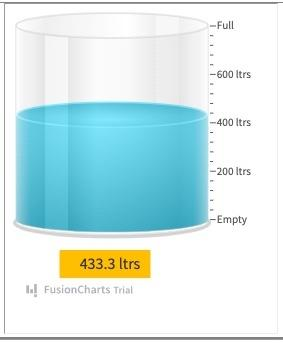 Full
600 ltrs
400 ltrs
200 ltrs
Empty
433.3 ltrs
FusionCharts Trial